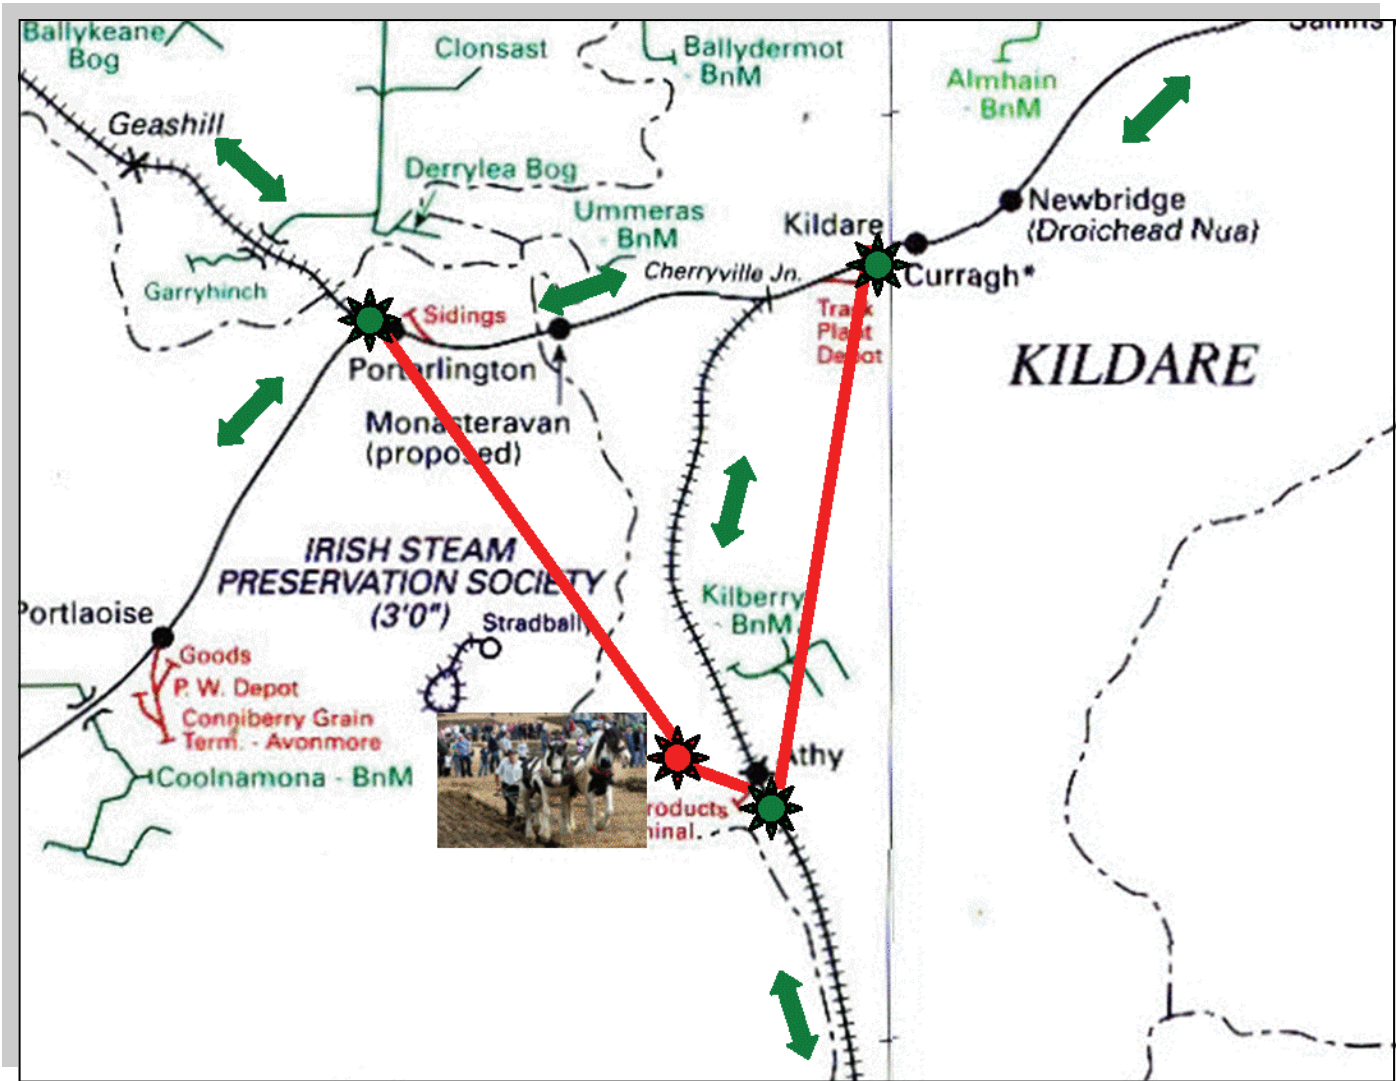 Ballykeane
Bog
Clonsast
Ballydermot
- BnM
Almhain
- BnM
Geashill
Derrylea Bog
Ummeras
- BnM
Kildare
Newbridge
(Droichead Nua)
Cherryville Jn.
Curragh*
Garryhinch
Sidings
Track
Plant
Depot
Portarlington
KILDARE
Monasteravan
(proposed)
IRISH STEAM
PRESERVATION SOCIETY
(3'0")
Stradbally
Kilberry
- BnM
Portlaoise
Goods
P. W. Depot
Conniberry Grain
Term. - Avonmore
Coolnamona - BnM
Athy
roducts
inal.